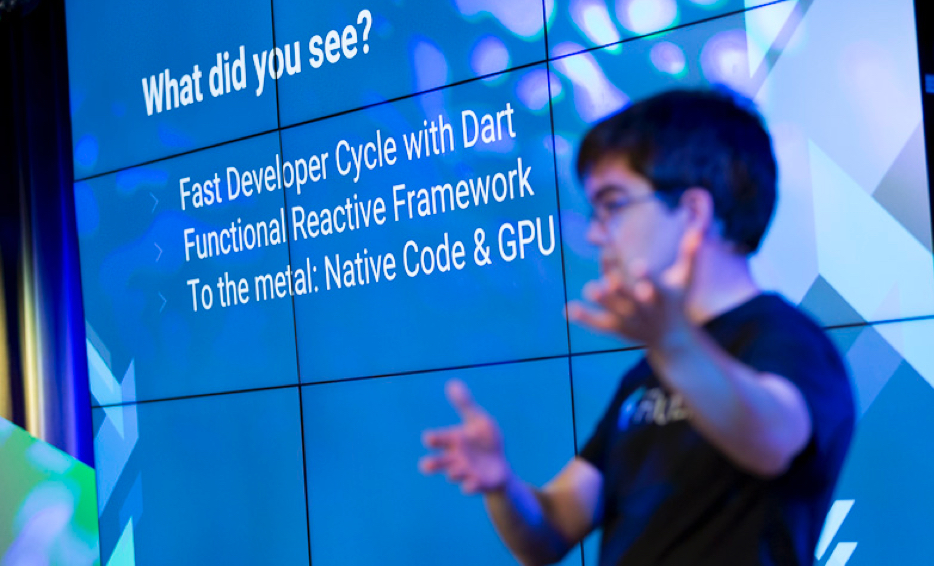 What did you see?
Fast Developer Cycle with Dart
Functional Reactive Framework
To the metal: Native Code & GPU